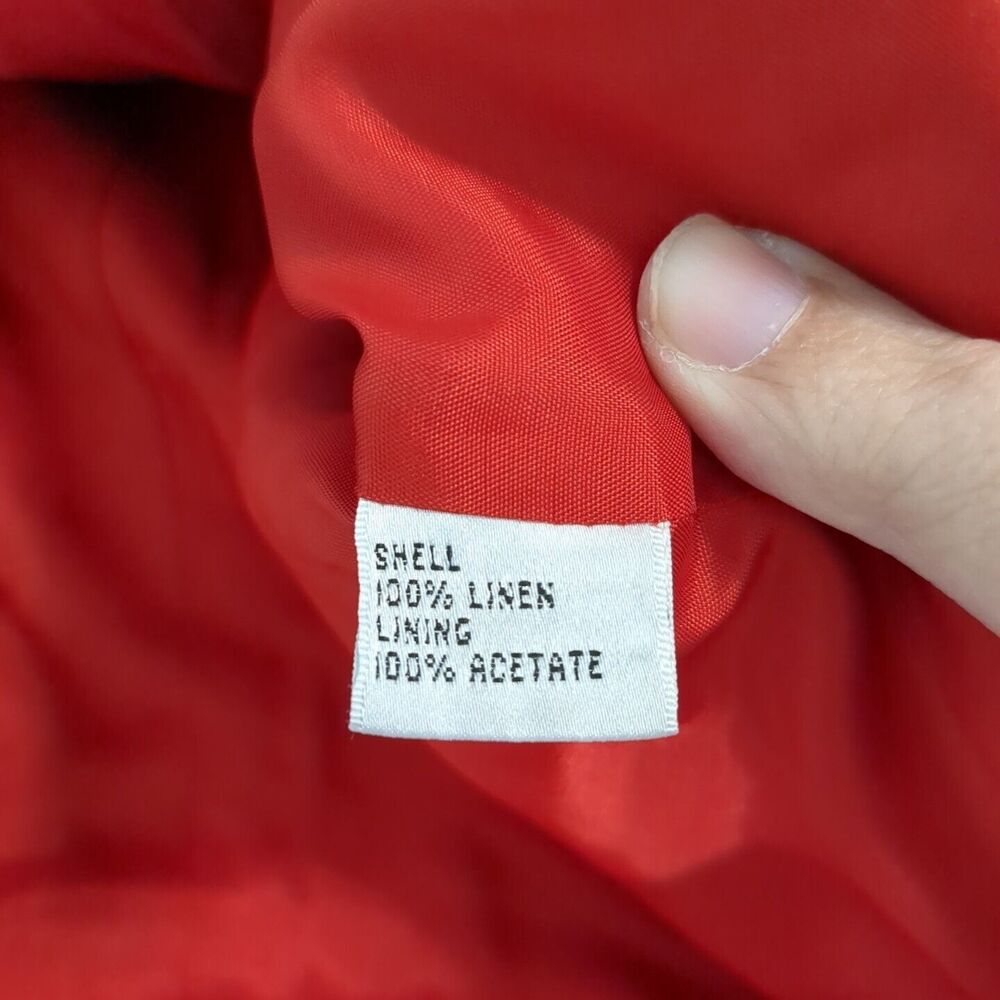 SHELL
100% LINEN
LINING
100% ACETATE